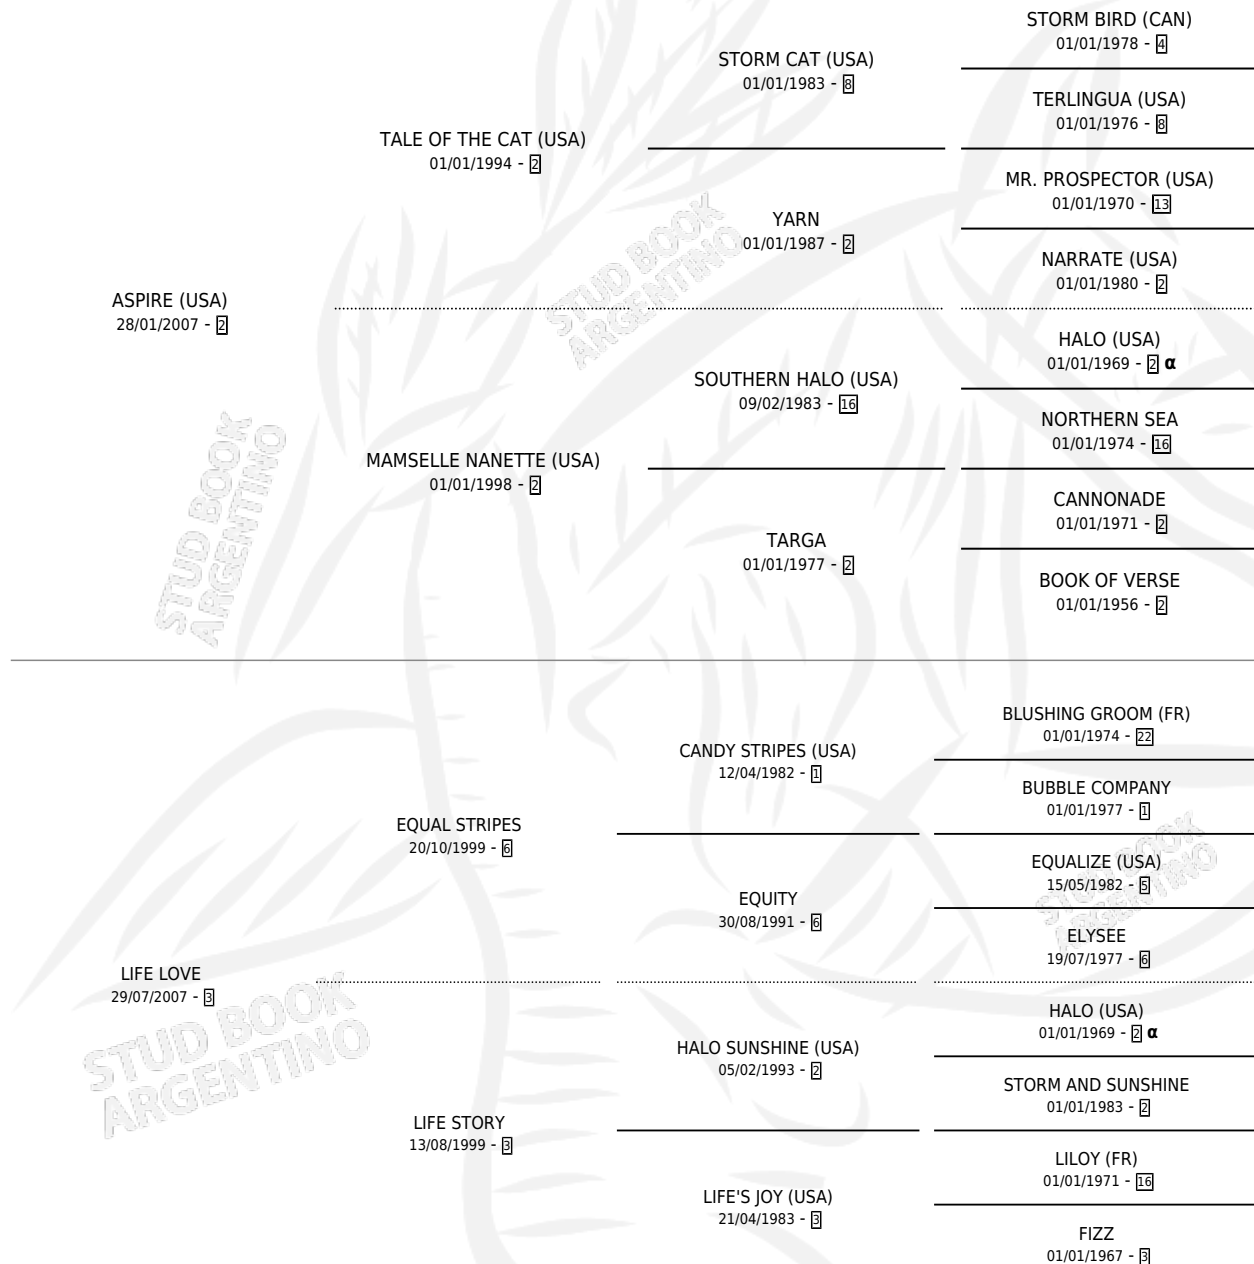 STORM BIRD (CAN)
01/01/1978 - 4
STORM CAT (USA)
01/01/1983 - 8
TERLINGUA (USA)
01/01/1976 - 8
TALE OF THE CAT (USA)
01/01/1994 - 2
MR. PROSPECTOR (USA)
01/01/1970 - 13
YARN
01/01/1987 - 2
NARRATE (USA)
01/01/1980 - 2
ASPIRE (USA)
28/01/2007 - 2
HALO (USA)
01/01/1969 - 2 α
SOUTHERN HALO (USA)
09/02/1983 - 16
NORTHERN SEA
01/01/1974 - 16
MAMSELLE NANETTE (USA)
01/01/1998 - 2
CANNONADE
01/01/1971 - 2
TARGA
01/01/1977 - 2
BOOK OF VERSE
01/01/1956 - 2
BLUSHING GROOM (FR)
01/01/1974 - 22
CANDY STRIPES (USA)
12/04/1982 - 1
BUBBLE COMPANY
01/01/1977 - 1
EQUAL STRIPES
20/10/1999 - 6
EQUALIZE (USA)
15/05/1982 - 5
EQUITY
30/08/1991 - 6
ELYSEE
19/07/1977 - 6
LIFE LOVE
29/07/2007 - 3
HALO (USA)
01/01/1969 - 2 α
HALO SUNSHINE (USA)
05/02/1993 - 2
STORM AND SUNSHINE
01/01/1983 - 2
LIFE STORY
13/08/1999 - 3
LILOY (FR)
01/01/1971 - 16
LIFE'S JOY (USA)
21/04/1983 - 3
FIZZ
01/01/1967 - 3
STUD BOOK
ARGENTINO
STUD BOOK
ARGENTINO
STUD BOOK
ARGENTINO
STUD BOOK
ARGENTINO